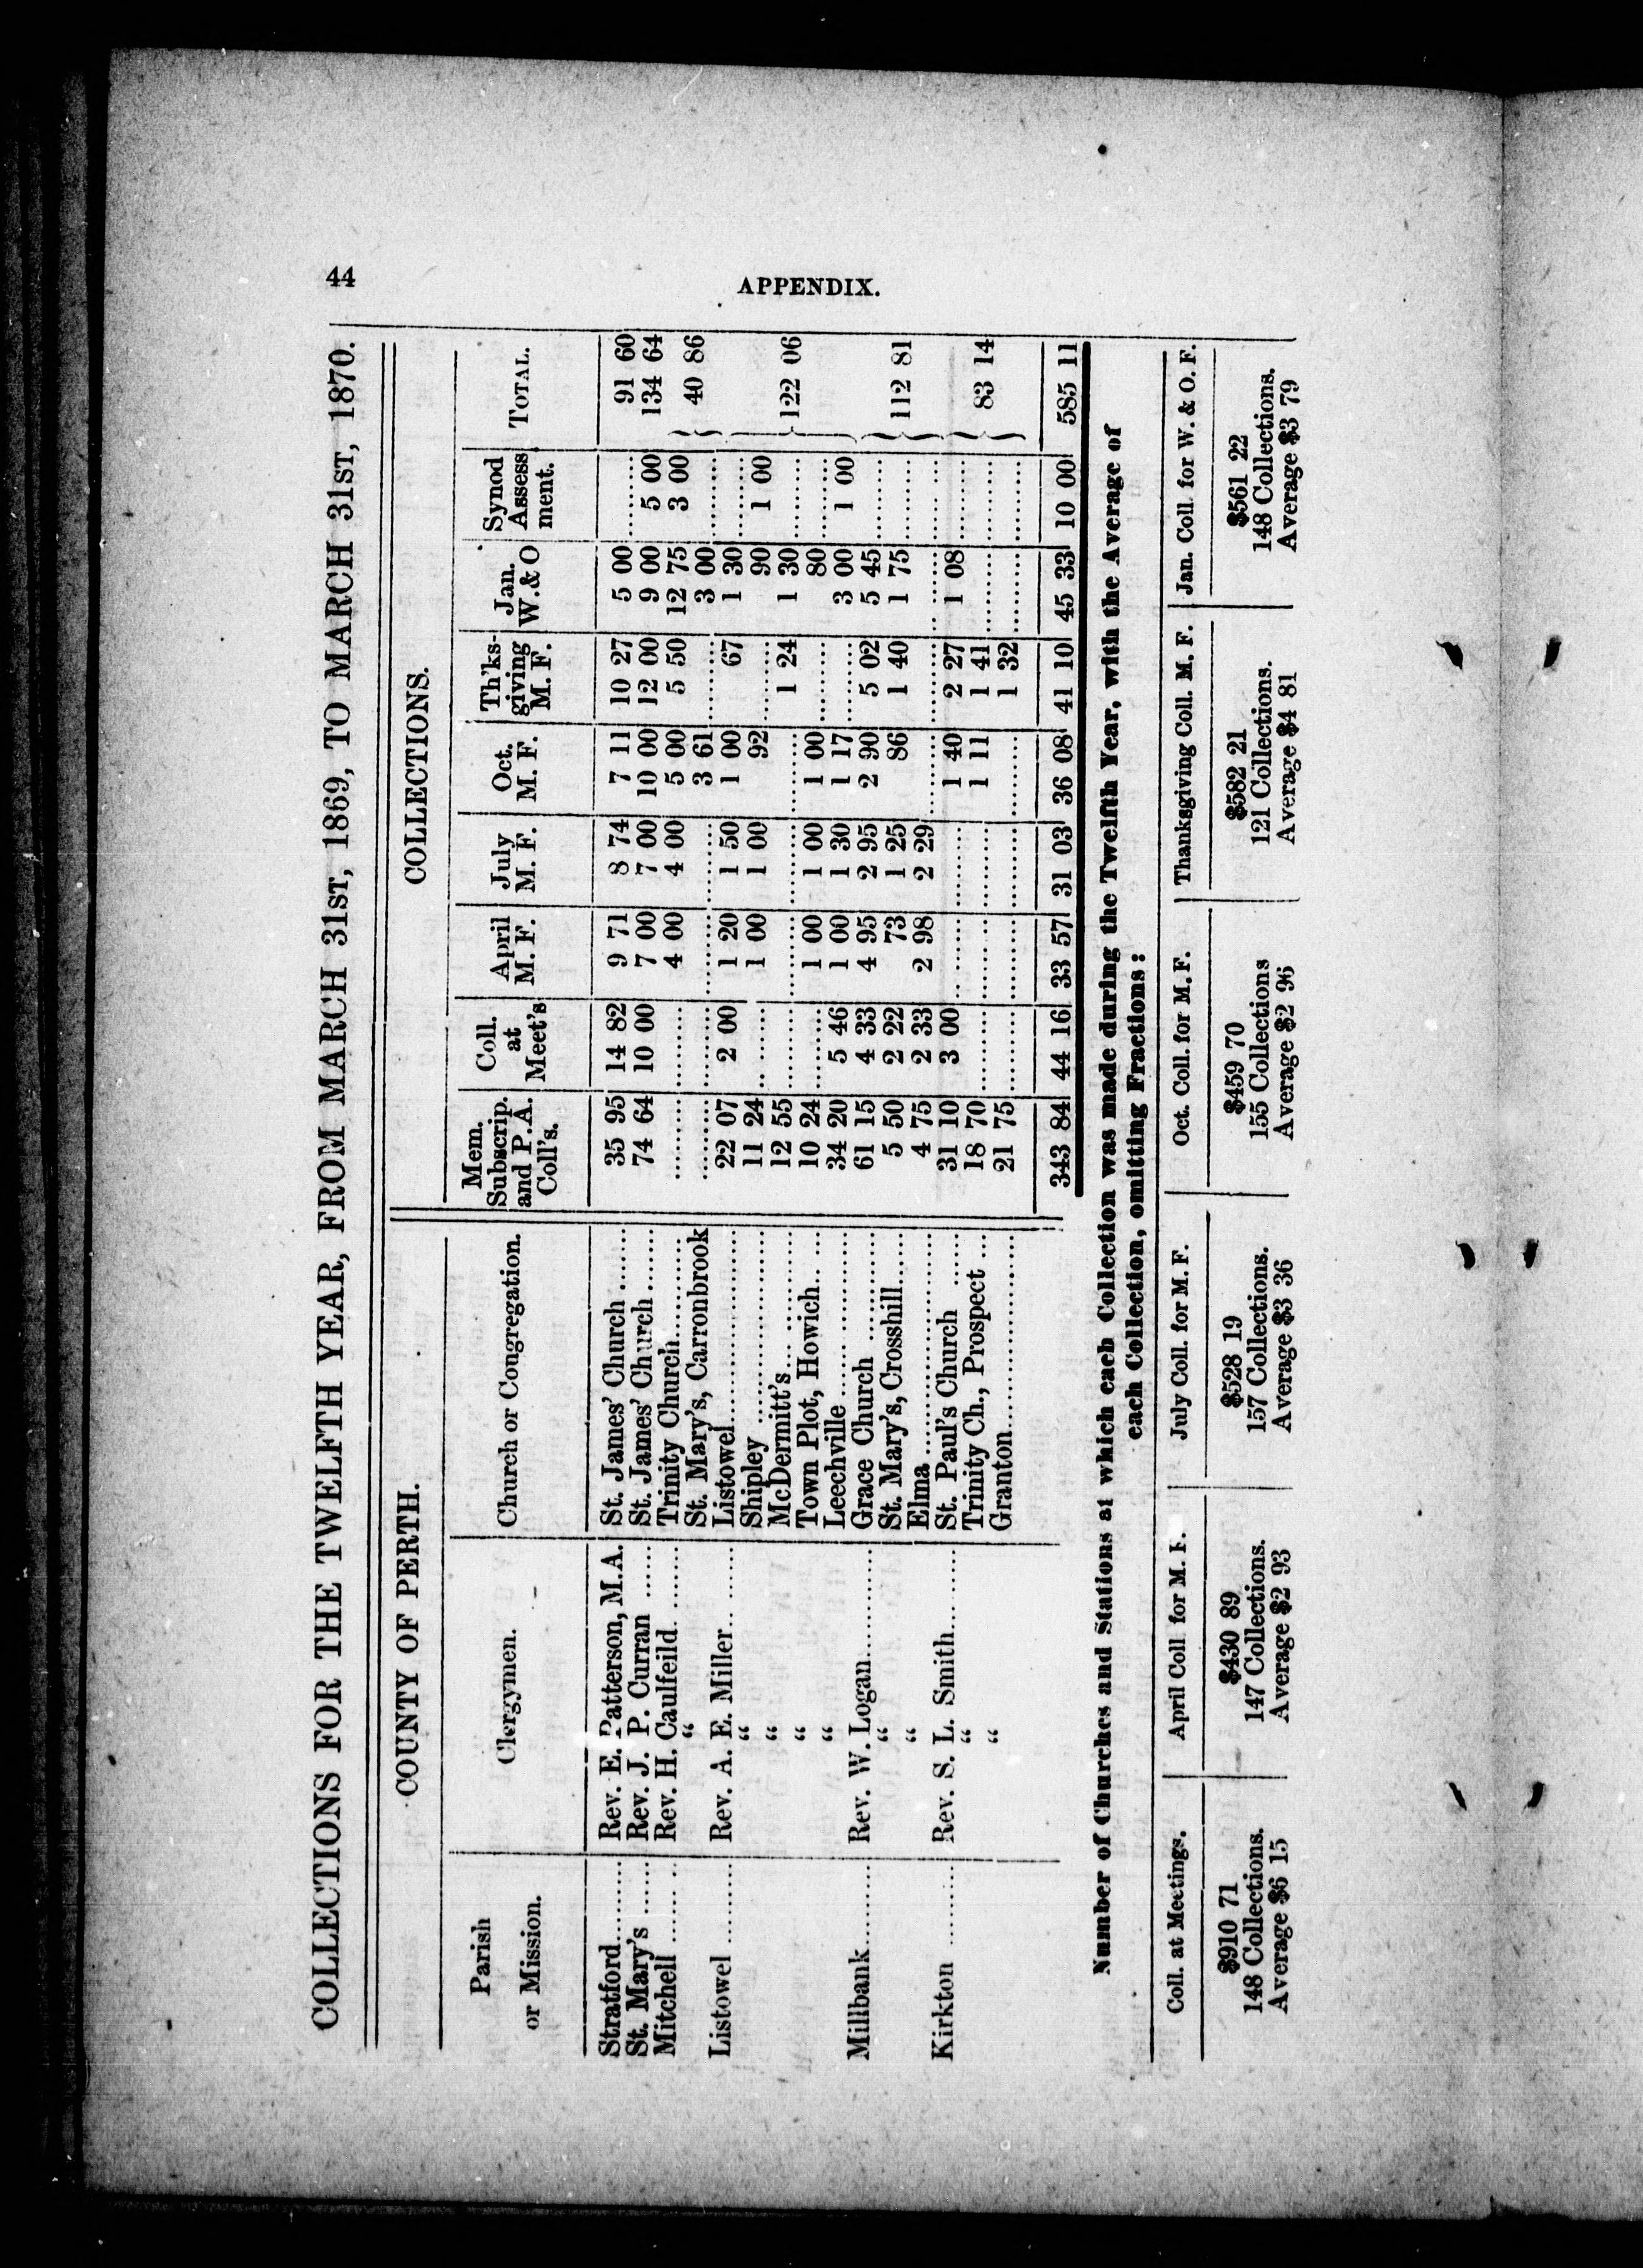 44
APPENDIX.
COLLECTIONS FOR THE TWELFTH YEAR, FROM MARCH 31ST, 1869, TO MARCH 31ST, 1870.
COUNTY OF PERTH. COLLECTIONS.
Parish or Mission. Clergymen. Church or Congregation. Mem. Subscrip. and P.A. Coll's. Coll. at Meet's April M. F. July M. F. Oct. M. F. Th'ks-giving M. F. Jan. W.&O Synod Assess ment. TOTAL.
Stratford......... Rev. E. Patterson, M.A. St. James' Church ....... 35 95 14 82 9 71 8 74 7 11 10 27 5 00 ......... 91 60
St. Mary's ...... Rev. J. P. Curran ...... St. James' Church ........ 74 64 10 00 7 00 7 00 10 00 12 00 9 00 5 00 134 64
Mitchell ...... .. Rev. H. Caulfeild. ....... Trinity Church............ ......... ......... 4 00 4 00 5 00 5 50 12 75 3 00 } 40 86
" St. Mary's, Carronbrook ......... ......... ......... ......... 3 61 ......... 3 00 .........
Listowel ......... Rev. A. E. Miller.. ...... Listowel..................... 22 07 2 00 1 20 1 50 1 00 67 1 30 .........
" Shipley ..................... 11 24 .. ...... 1 00 1 00 92 ......... 90 1 00
" McDermitt's... ............ 12 55 ......... ......... ......... ......... 1 24 1 30 ......... } 122 06
" Town Plot, Howich.. .... 10 24 ......... 1 00 1 00 1 00 ......... 80 .........
" Leechville ...... ............ 34 20 5 46 1 00 1 30 1 17 ......... 3 00 1 00
Millbank......... Rev. W. Logan............ Grace Church ............ 61 15 4 33 4 95 2 95 2 90 5 02 5 45 .........
" St. Mary's, Crosshill...... 5 50 2 22 73 1 25 86 1 40 1 75 ......... } 112 81
" Elma ........................ 4 75 2 33 2 98 2 29 ......... ......... ......... .........
Kirkton ......... Rev. S. L. Smith......... St. Paul's Church ...... 31 10 3 00 .. ...... ......... 1 40 2 27 1 08 .........
" Trinity Ch., Prospect ... 18 70 ......... ......... ......... 1 11 1 41 ......... ......... } 83 14
" Granton..................... 21 75 ......... ......... ......... ......... 1 32 ......... .........
343 84 44 16 33 57 31 03 36 08 41 10 45 33 10 00 585 11
Number of Churches and Stations at which each Collection was made during the Twelfth Year, with the Average of
each Collection, omitting Fractions:
Coll. at Meetings. April Coll for M. F. July Coll. for M. F. Oct. Coll. for M. F. Thanksgiving Coll. M. F. Jan. Coll. for W. & O. F.
$910 71 $430 89 $528 19 $459 70 $582 21 $561 22
148 Collections. 147 Collections. 157 Collections. 155 Collections 121 Collections. 148 Collections.
Average $6 15 Average $2 93 Average $3 36 Average $2 96 Average $4 81 Average $3 79